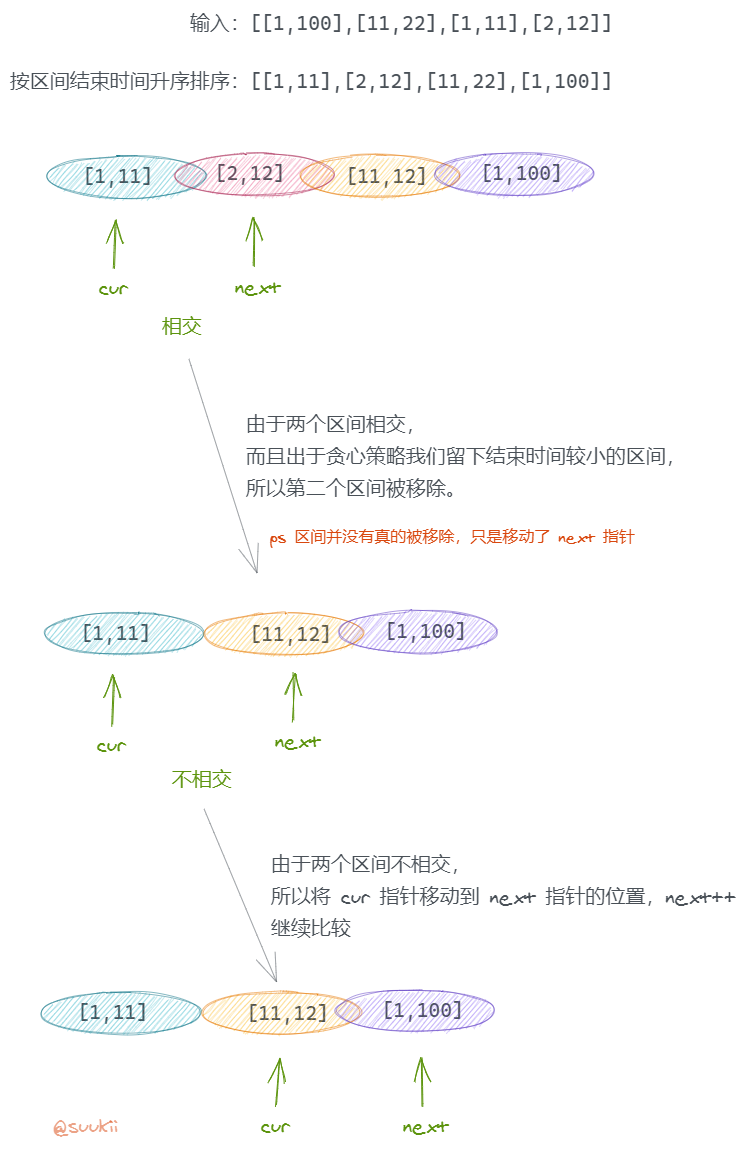 输入：[[1,100],[11,22],[1,11],[2,12]]
按区间结束时间升序排序：[[1,11],[2,12],[11,22],[1,100]]
[1,11] [2,12] [11,12] [1,100]
cur next
相交
由于两个区间相交，
而且出于贪心策略我们留下结束时间较小的区间，
所以第二个区间被移除。
ps 区间并没有真的被移除，只是移动了 next 指针
[1,11] [11,12] [1,100]
cur next
不相交
由于两个区间不相交，
所以将 cur 指针移动到 next 指针的位置，next++
继续比较
[1,11] [11,12] [1,100]
cur next
@suukii